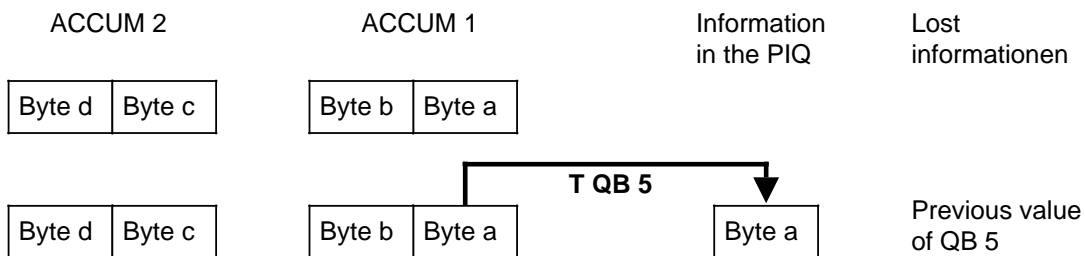 ACCUM 2 ACCUM 1 Information Lost
in the PIQ informationen
Byte d Byte c Byte b Byte a
T QB 5
Byte d Byte c Byte b Byte a Byte a Previous value
of QB 5